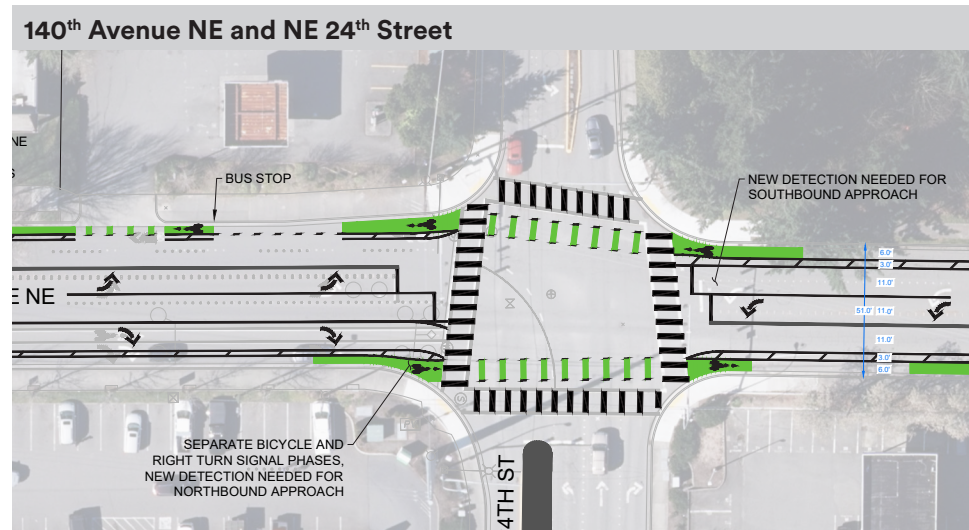 140th Avenue NE and NE 24th Street
NE
S
BUS STOP
NEW DETECTION NEEDED FOR
SOUTHBOUND APPROACH
6.0'
3.0'
11.0'
51.0' 11.0'
11.0'
3.0'
6.0'
E NE
SEPARATE BICYCLE AND
RIGHT TURN SIGNAL PHASES,
NEW DETECTION NEEDED FOR
NORTHBOUND APPROACH
4TH ST